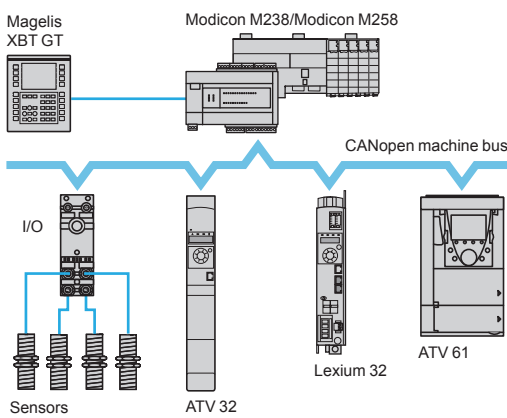 Magelis
XBT GT
Modicon M238/Modicon M258
CANopen machine bus
I/O
Sensors
ATV 32
Lexium 32
ATV 61